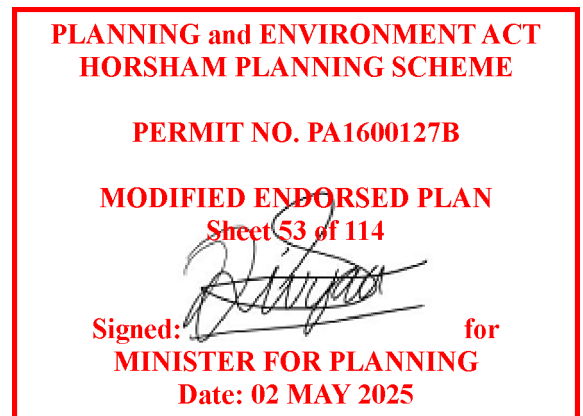 PLANNING and ENVIRONMENT ACT
HORSHAM PLANNING SCHEME
PERMIT NO. PA1600127B
MODIFIED ENDORSED PLAN
Sheet 53 of 114
Signed: for
MINISTER FOR PLANNING
Date: 02 MAY 2025